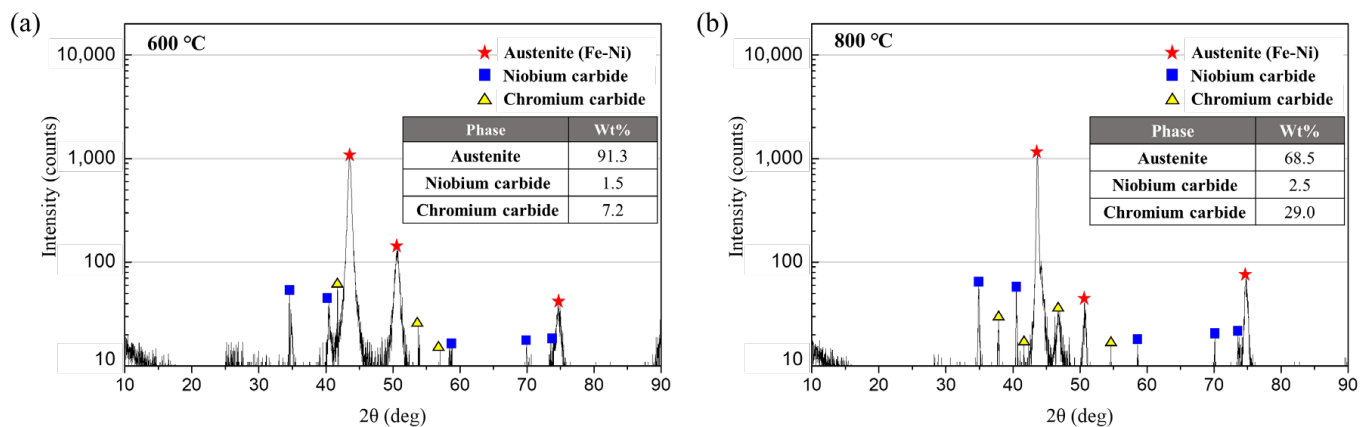 (a)
600 °C
Austenite (Fe-Ni)
Niobium carbide
Chromium carbide
Phase Wt%
Austenite 91.3
Niobium carbide 1.5
Chromium carbide 7.2
Intensity (counts)
10,000
1,000
100
10
10 20 30 40 50 60 70 80 90
2θ (deg)
(b)
800 °C
Austenite (Fe-Ni)
Niobium carbide
Chromium carbide
Phase Wt%
Austenite 68.5
Niobium carbide 2.5
Chromium carbide 29.0
Intensity (counts)
10,000
1,000
100
10
10 20 30 40 50 60 70 80 90
2θ (deg)